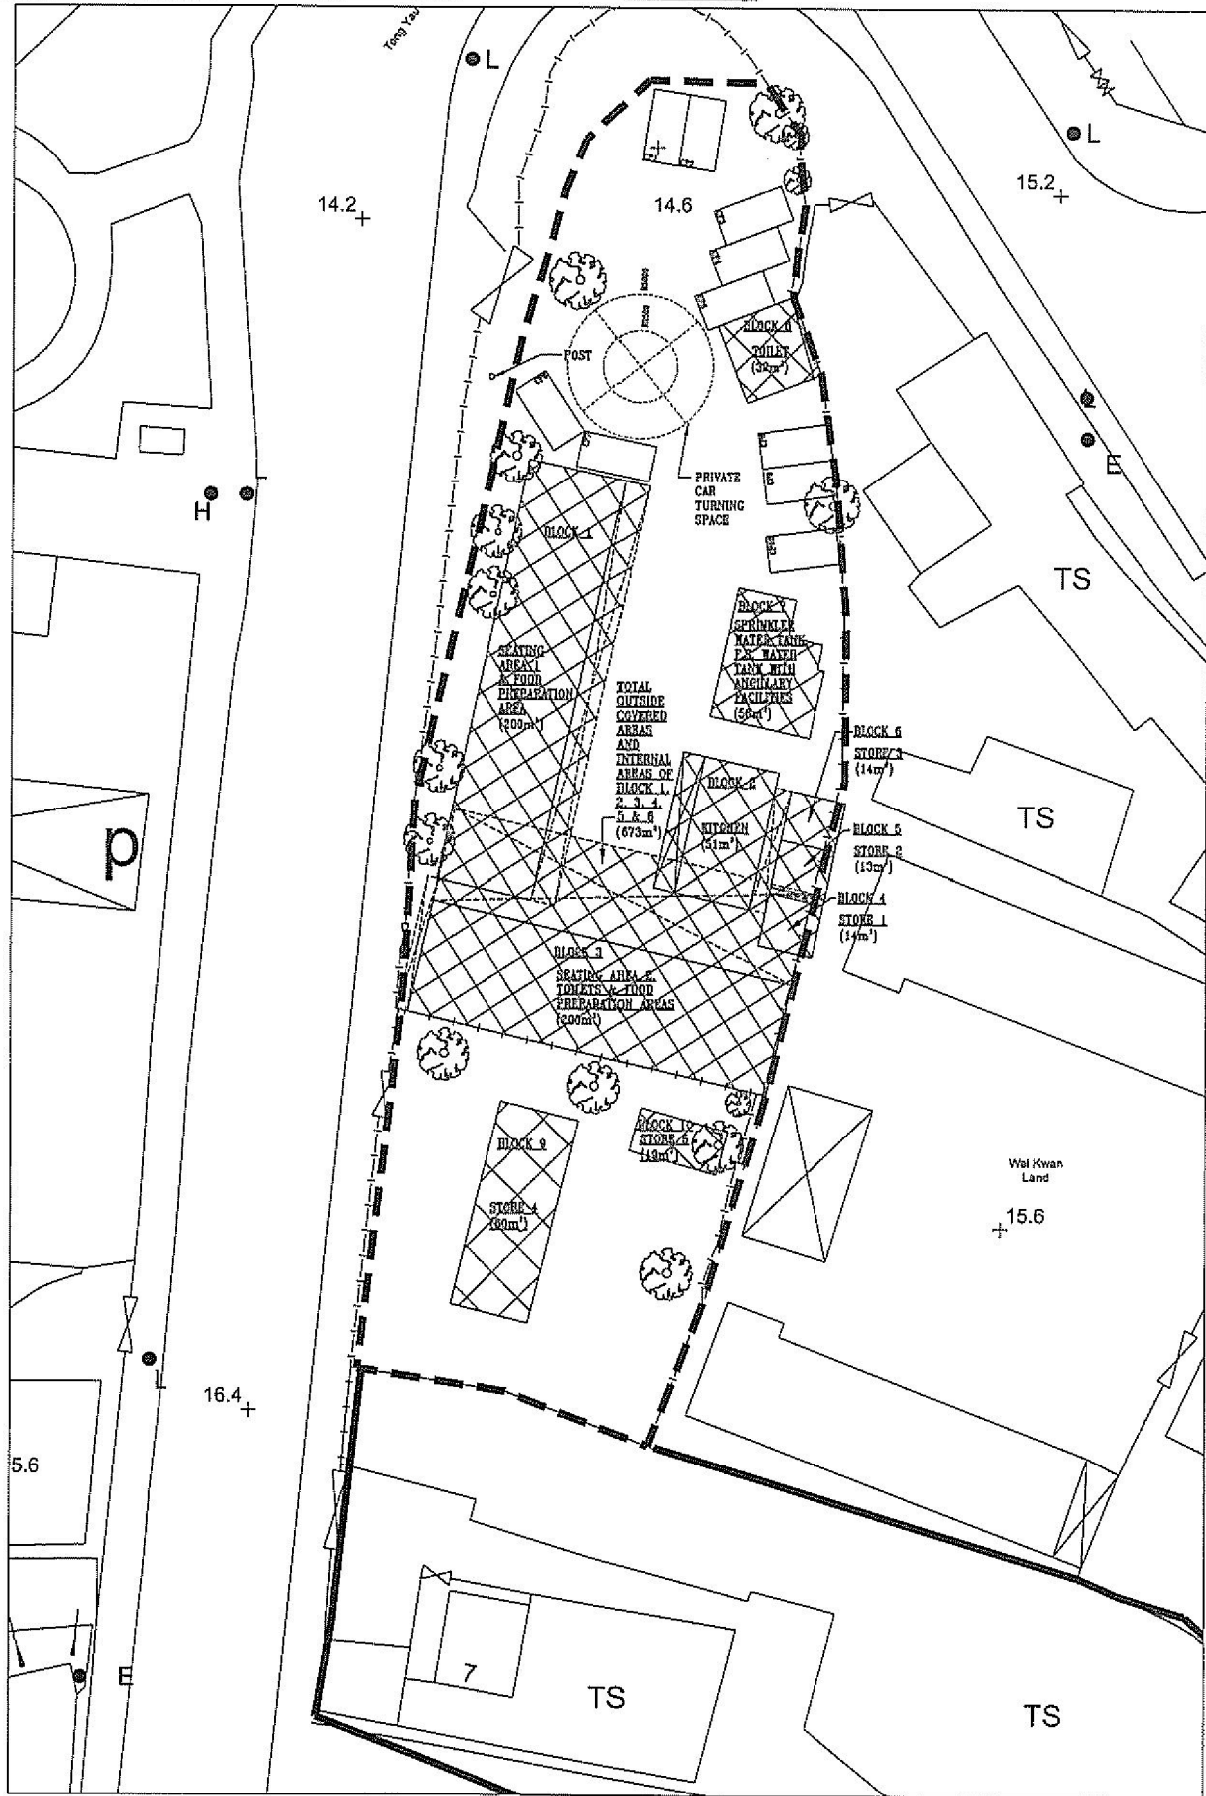 Tong Yau
L
L
15.2
14.2
14.6
BLOCK 8
TOILET
POST
E
H
PRIVATE
CAR
TURNING
SPACE
BLOCK 1
TS
BLOCK 7
SPRINKLER
WATER TANK
F.S. WATER
TANK WITH
ANCILLARY
FACILITIES
SEATING
AREA 1
& FOOD
PREPARATION
AREA
(200m²)
TOTAL
OUTSIDE
COVERED
AREAS
AND
INTERNAL
AREAS OF
BLOCK 1,
2, 3, 4,
5 & 6
(673m²)
BLOCK 6
STORE 3
(14m²)
BLOCK 2
KITCHEN
(51m²)
TS
BLOCK 5
STORE 2
(13m²)
BLOCK 4
STORE 1
(14m²)
p
BLOCK 3
SEATING AREA 2,
TOILETS & FOOD
PREPARATION AREAS
(200m²)
BLOCK 10
BLOCK 9
STORE 4
Wai Kwan
Land
15.6
L
16.4
5.6
E
7
TS
TS